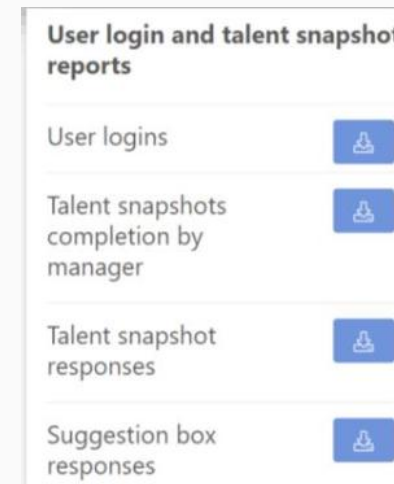 User login and talent snapshot
reports
User logins
Talent snapshots
completion by
manager
Talent snapshot
responses
Suggestion box
responses